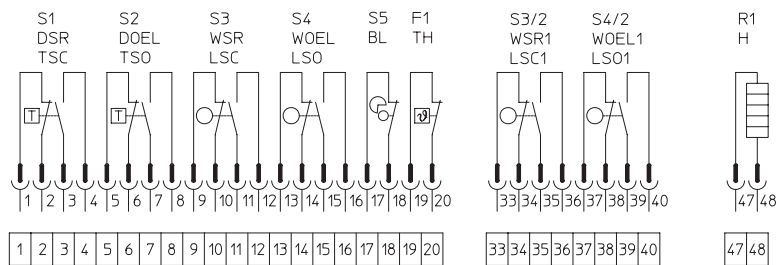 S1 S2 S3 S4 S5 F1 S3/2 S4/2 R1
DSR DOEL WSR WOEL BL TH WSR1 WOEL1 H
TSC TSO LSC LSO LSC1 LSO1
T T ϑ
1 2 3 4 5 6 7 8 9 10 11 12 13 14 15 16 17 18 19 20 33 34 35 36 37 38 39 40 47 48
1 2 3 4 5 6 7 8 9 10 11 12 13 14 15 16 17 18 19 20 33 34 35 36 37 38 39 40 47 48